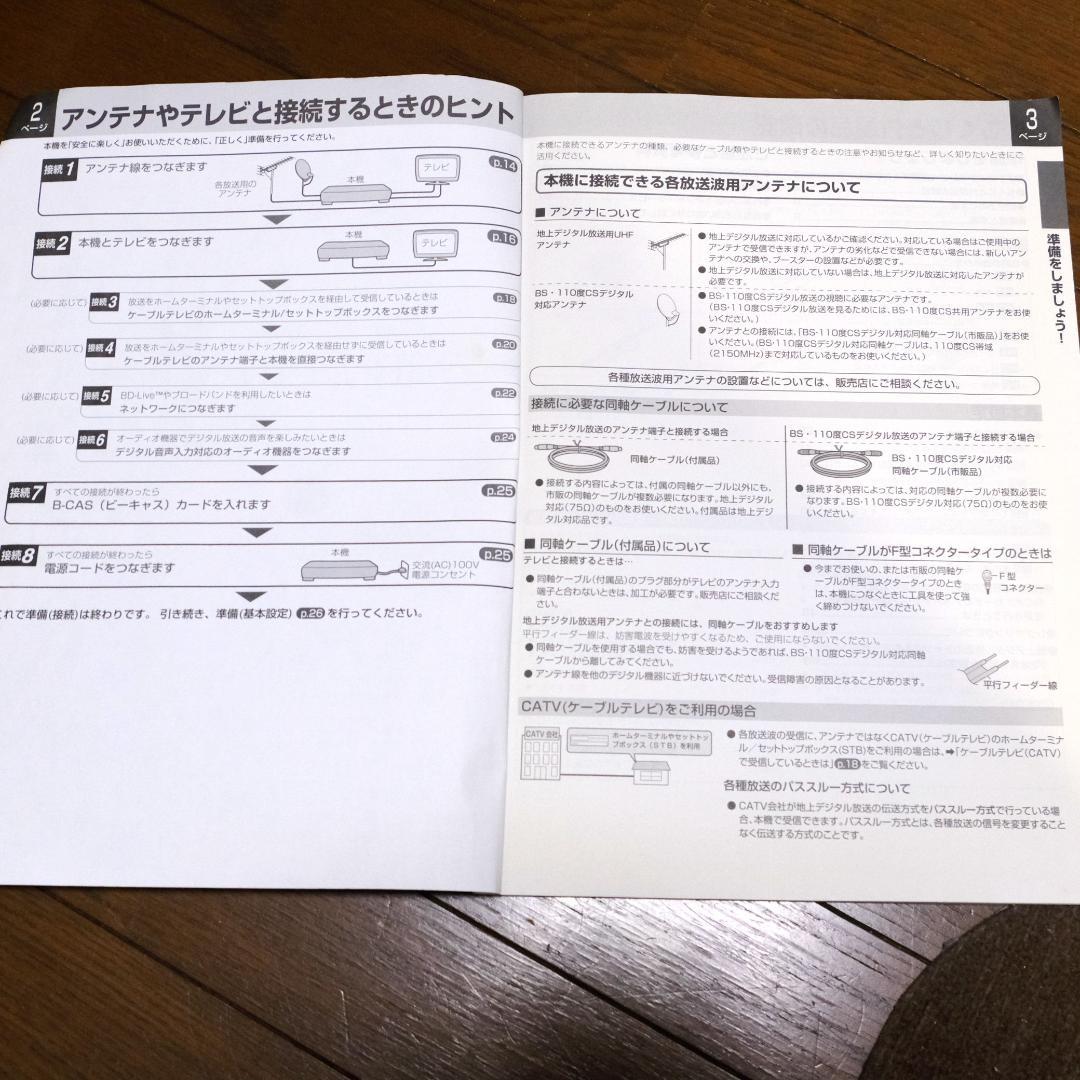 2
ページ
アンテナやテレビと接続するときのヒント
本機を「安全に楽しく」お使いいただくために、「正しく」準備を行ってください。
接続1 アンテナ線をつなぎます
p.14
各放送用の
アンテナ
本機
テレビ
接続2 本機とテレビをつなぎます
p.16
本機
テレビ
(必要に応じて) 接続3 放送をホームターミナルやセットトップボックスを経由して受信しているときは
ケーブルテレビのホームターミナル/セットトップボックスをつなぎます
p.18
(必要に応じて) 接続4 放送をホームターミナルやセットトップボックスを経由せずに受信しているときは
ケーブルテレビのアンテナ端子と本機を直接つなぎます
p.20
(必要に応じて) 接続5 BD-Live™やブロードバンドを利用したいときは
ネットワークにつなぎます
p.22
(必要に応じて) 接続6 オーディオ機器でデジタル放送の音声を楽しみたいときは
デジタル音声入力対応のオーディオ機器をつなぎます
p.24
接続7 すべての接続が終わったら
B-CAS（ビーキャス）カードを入れます
p.25
接続8 すべての接続が終わったら
電源コードをつなぎます
p.25
本機
交流(AC)100V
電源コンセント
れで準備(接続)は終わりです。 引き続き、準備(基本設定) p.26 を行ってください。
3
ページ
準備をしましょう！
本機に接続できるアンテナの種類、必要なケーブル類やテレビと接続するときの注意やお知らせなど、詳しく知りたいときにご
活用ください。
本機に接続できる各放送波用アンテナについて
■ アンテナについて
地上デジタル放送用UHF
アンテナ
● 地上デジタル放送に対応しているかご確認ください。対応している場合はご使用中の
アンテナで受信できますが、アンテナの劣化などで受信できない場合には、新しいアン
テナへの交換や、ブースターの設置などが必要です。
● 地上デジタル放送に対応していない場合は、地上デジタル放送に対応したアンテナが
必要です。
BS・110度CSデジタル
対応アンテナ
● BS・110度CSデジタル放送の視聴に必要なアンテナです。
（BS・110度CSデジタル放送を見るためには、BS・110度CS共用アンテナをお使
いください。）
● アンテナとの接続には、「BS・110度CSデジタル対応同軸ケーブル(市販品)」をお使
いください。（BS・110度CSデジタル対応同軸ケーブルは、110度CS帯域
（2150MHz)まで対応しているものをお使いください。）
各種放送波用アンテナの設置などについては、販売店にご相談ください。
接続に必要な同軸ケーブルについて
地上デジタル放送のアンテナ端子と接続する場合
同軸ケーブル(付属品)
● 接続する内容によっては、付属の同軸ケーブル以外にも、
市販の同軸ケーブルが複数必要になります。地上デジタル
対応(75Ω)のものをお使いください。付属品は地上デジ
タル対応品です。
BS・110度CSデジタル放送のアンテナ端子と接続する場合
BS・110度CSデジタル対応
同軸ケーブル(市販品)
● 接続する内容によっては、対応の同軸ケーブルが複数必要に
なります。BS・110度CSデジタル対応(75Ω)のものをお使
いください。
■ 同軸ケーブル(付属品)について
テレビと接続するときは…
● 同軸ケーブル(付属品)のプラグ部分がテレビのアンテナ入力
端子と合わないときは、加工が必要です。販売店にご相談くだ
さい。
■ 同軸ケーブルがF型コネクタータイプのときは
● 今までお使いの、または市販の同軸ケ
ーブルがF型コネクタータイプのとき
は、本機につなぐときに工具を使って強
く締めつけないでください。
F 型
コネクター
地上デジタル放送用アンテナとの接続には、同軸ケーブルをおすすめします
平行フィーダー線は、妨害電波を受けやすくなるため、ご使用にならないでください。
● 同軸ケーブルを使用する場合でも、妨害を受けるようであれば、BS・110度CSデジタル対応同軸
ケーブルから離してみてください。
● アンテナ線を他のデジタル機器に近づけないでください。受信障害の原因となることがあります。
平行フィーダー線
CATV(ケーブルテレビ)をご利用の場合
CATV 会社
ホームターミナルやセットトッ
プボックス（STB）を利用
● 各放送波の受信に、アンテナではなくCATV(ケーブルテレビ)のホームターミナ
ル／セットトップボックス(STB)をご利用の場合は、➡「ケーブルテレビ(CATV)
で受信しているときは」p.18をご覧ください。
各種放送のパススルー方式について
● CATV会社が地上デジタル放送の伝送方式をパススルー方式で行っている場
合、本機で受信できます。パススルー方式とは、各種放送の信号を変更すること
なく伝送する方式のことです。